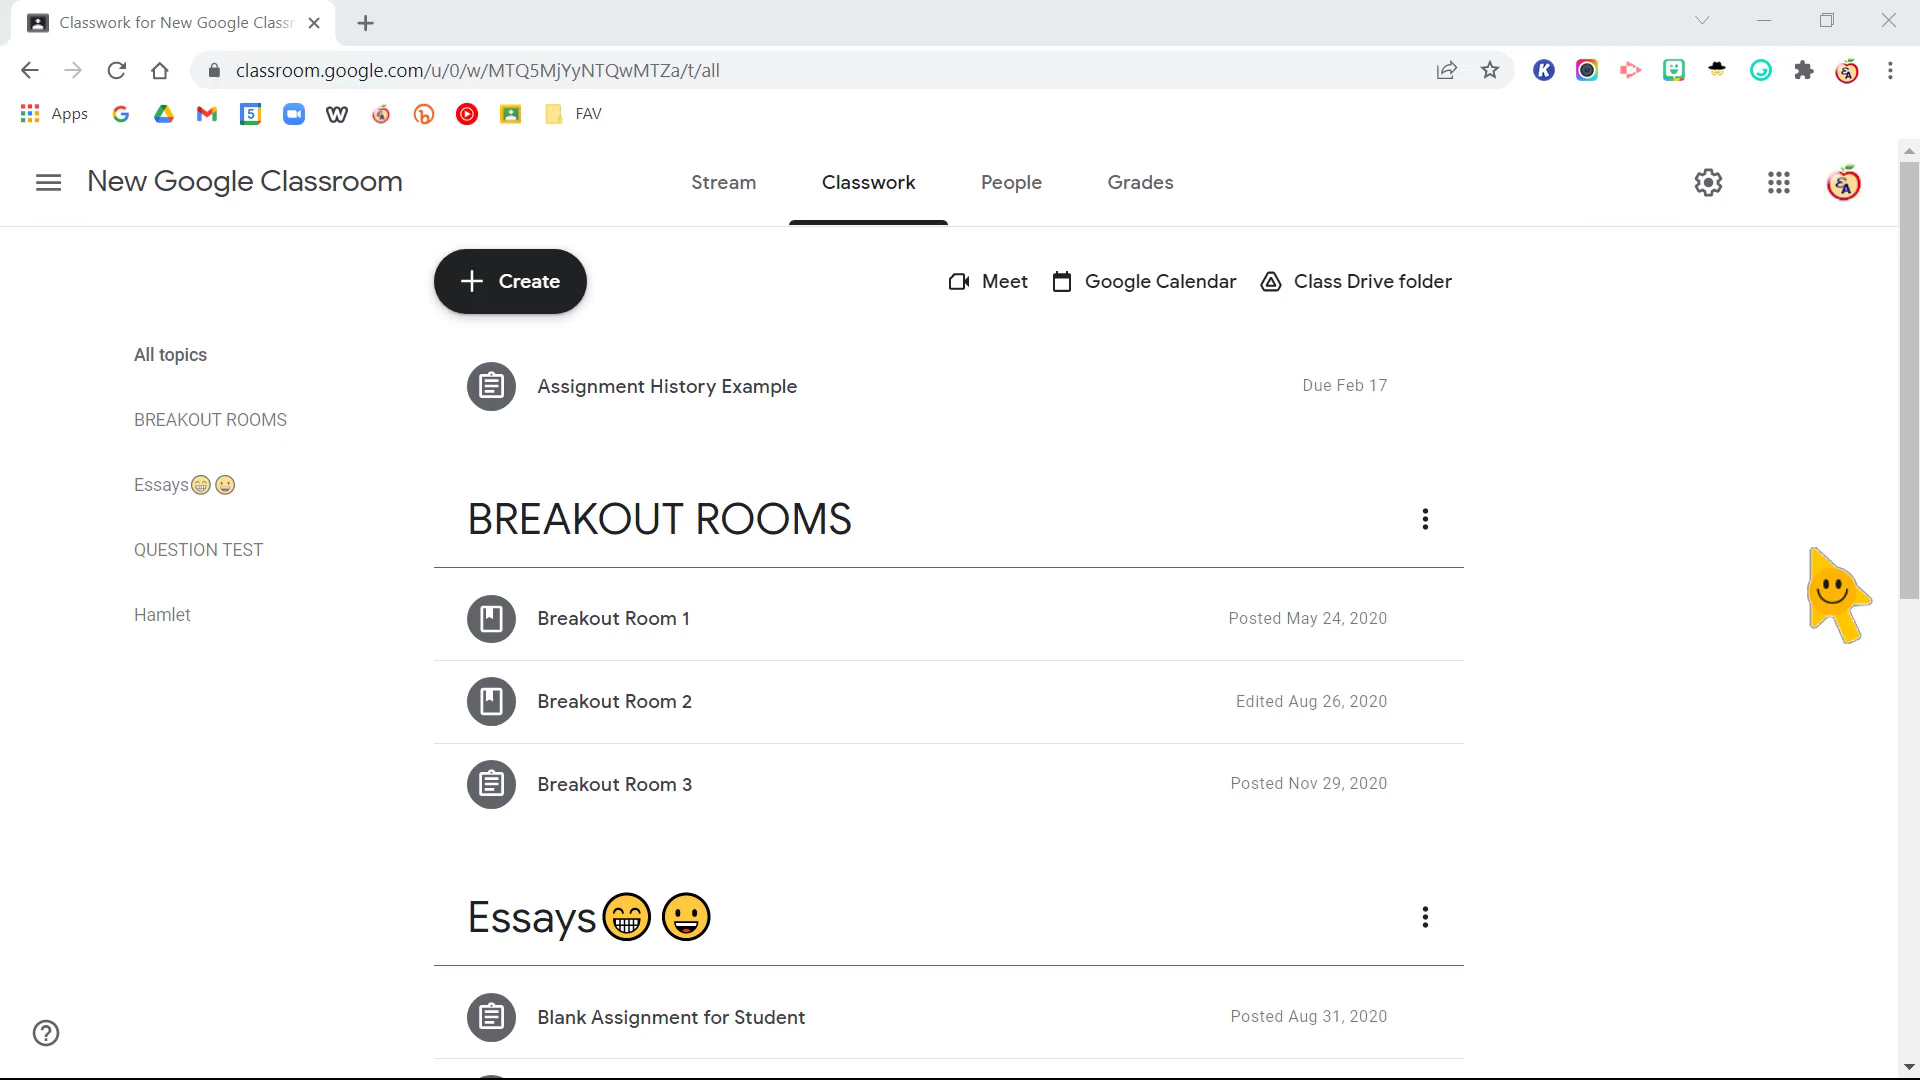 Classwork for New Google Classr
classroom.google.com/u/0/w/MTQ5MjYyNTQwMTZa/t/all
Apps
5
FAV
New Google Classroom
Stream
Classwork
People
Grades
Create
Meet
Google Calendar
Class Drive folder
All topics
BREAKOUT ROOMS
Essays😁😀
QUESTION TEST
Hamlet
Assignment History Example
Due Feb 17
BREAKOUT ROOMS
Breakout Room 1
Posted May 24, 2020
Breakout Room 2
Edited Aug 26, 2020
Breakout Room 3
Posted Nov 29, 2020
Essays😁😀
Blank Assignment for Student
Posted Aug 31, 2020